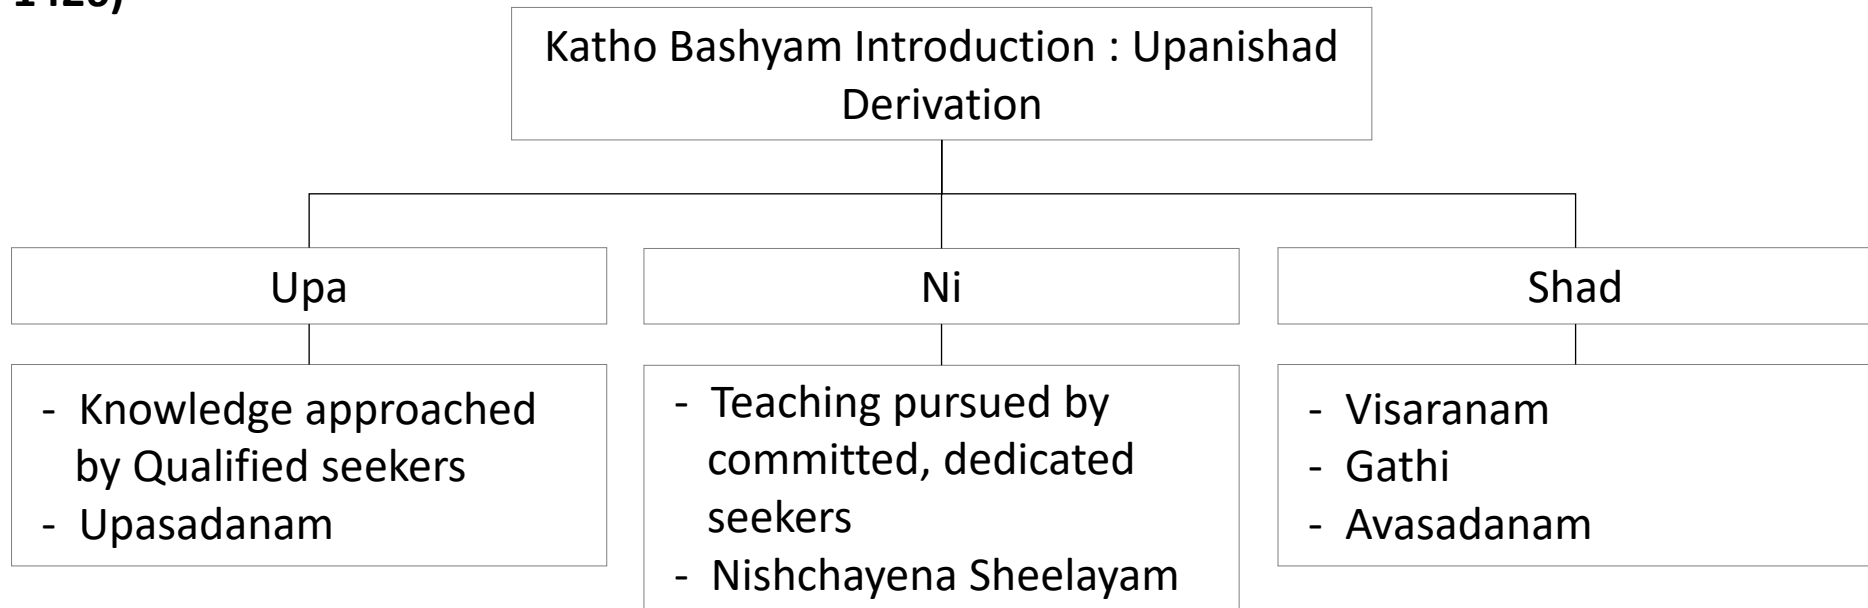 1420)
Katho Bashyam Introduction : Upanishad
Derivation
Upa
Ni
Shad
- Knowledge approached
by Qualified seekers
- Upasadanam
- Teaching pursued by
committed, dedicated
seekers
- Nishchayena Sheelayam
- Visaranam
- Gathi
- Avasadanam